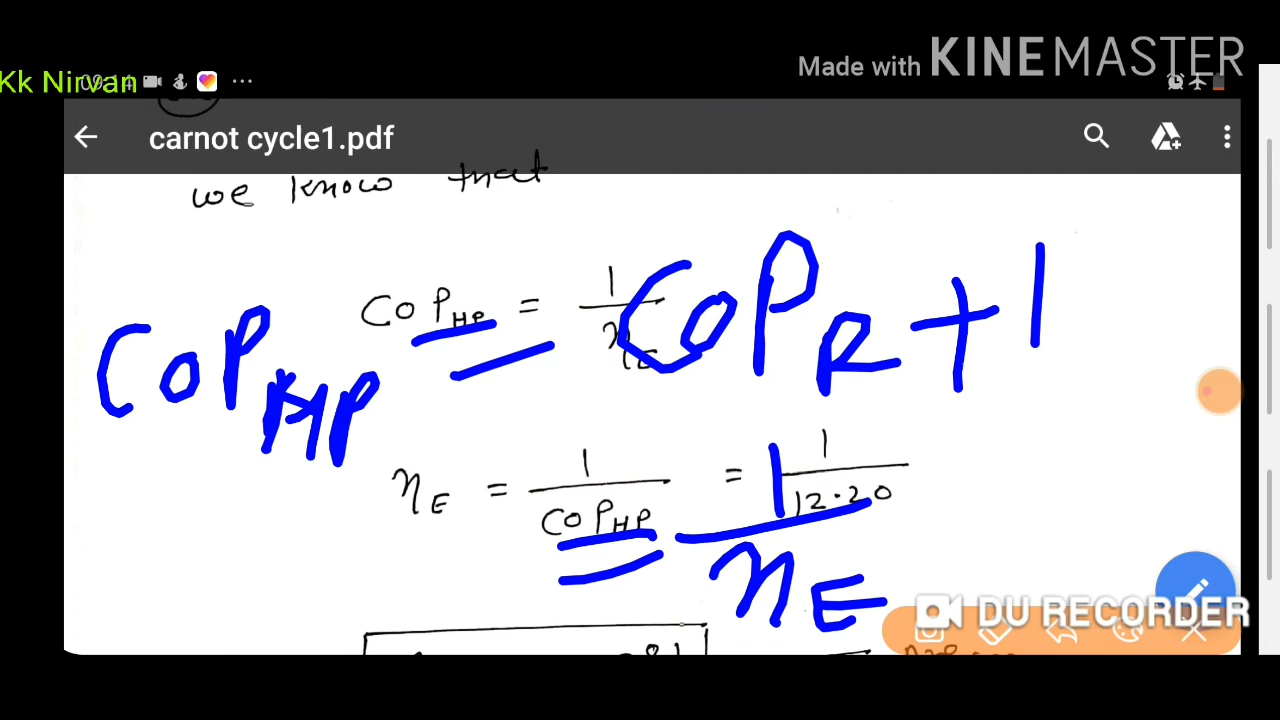 Made with KINEMASTER
Kk Nirvan
carnot cycle1.pdf
we know that
COP_HP = 1/η_E
COP_HP = COP_R + 1
η_E = 1/COP_HP = 1/12.20
1/η_E
DU RECORDER